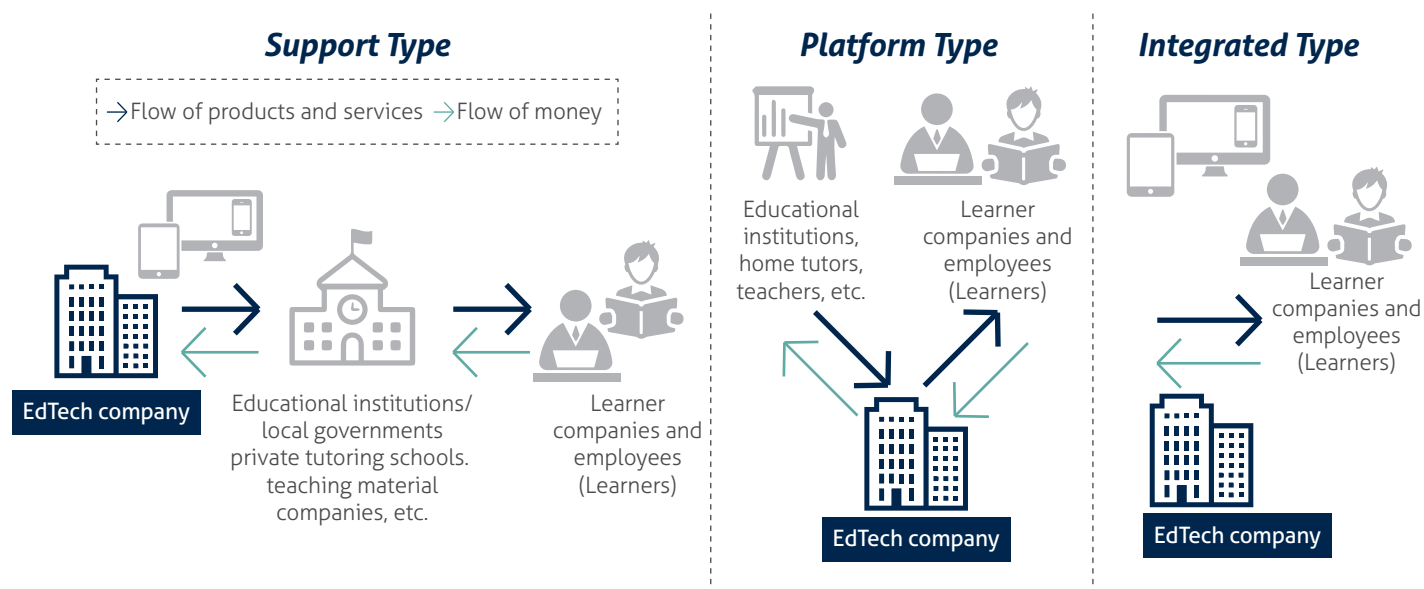 Support Type
→Flow of products and services →Flow of money
EdTech company
Educational institutions/
local governments
private tutoring schools.
teaching material
companies, etc.
Learner
companies and
employees
(Learners)
Platform Type
Educational
institutions,
home tutors,
teachers, etc.
Learner
companies and
employees
(Learners)
EdTech company
Integrated Type
Learner
companies and
employees
(Learners)
EdTech company